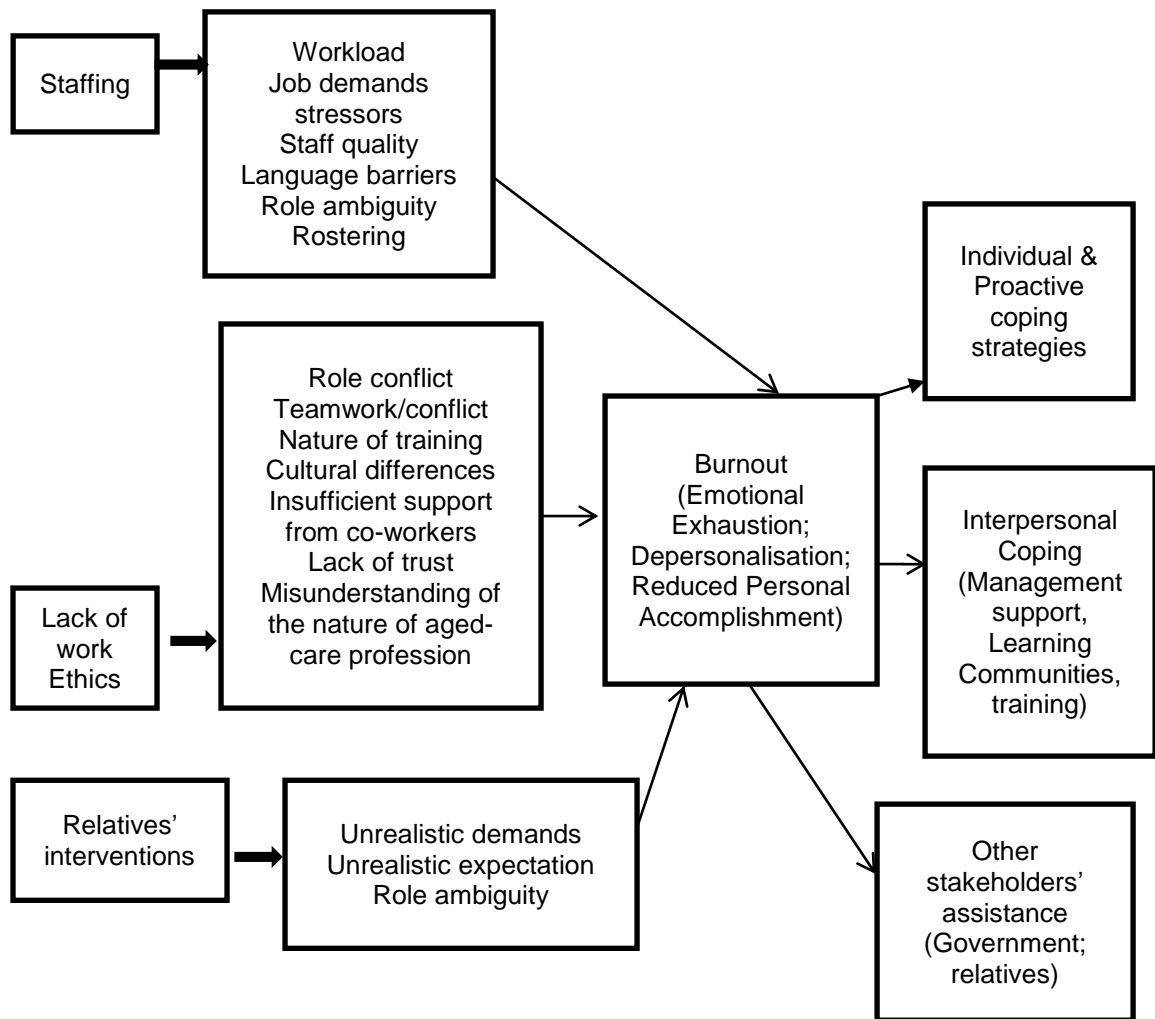 Staffing
Workload
Job demands
stressors
Staff quality
Language barriers
Role ambiguity
Rostering
Lack of
work
Ethics
Role conflict
Teamwork/conflict
Nature of training
Cultural differences
Insufficient support
from co-workers
Lack of trust
Misunderstanding of
the nature of aged-
care profession
Relatives’
interventions
Unrealistic demands
Unrealistic expectation
Role ambiguity
Burnout
(Emotional
Exhaustion;
Depersonalisation;
Reduced Personal
Accomplishment)
Individual &
Proactive
coping
strategies
Interpersonal
Coping
(Management
support,
Learning
Communities,
training)
Other
stakeholders’
assistance
(Government;
relatives)